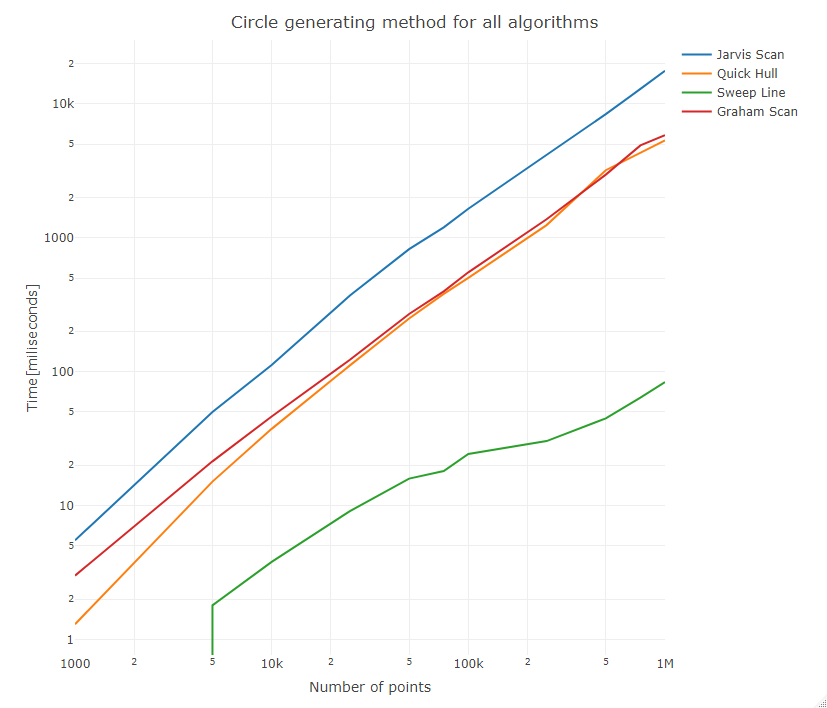 Circle generating method for all algorithms
Jarvis Scan
Quick Hull
Sweep Line
Graham Scan
2
10k
5
2
1000
5
2
100
5
2
10
5
2
1
Time[miliseconds]
1000 2 5 10k 2 5 100k 2 5 1M
Number of points